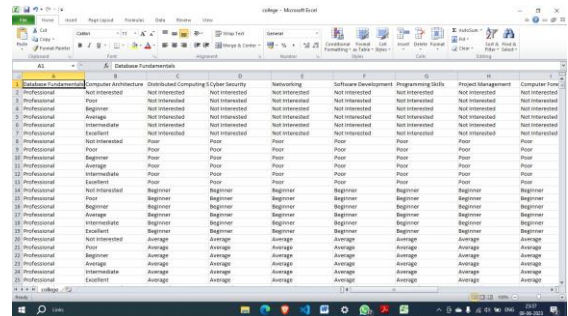 college - Microsoft Excel
File Home Insert Page Layout Formulas Data Review View
Cut Calibri 11 Wrap Text General AutoSum
Copy Fill
Paste Format Painter B I U Merge & Center Conditional Formatting Format as Table Cell Styles Insert Delete Format Clear Sort & Filter Find & Select
Clipboard Font Alignment Number Styles Cells Editing
A1 fx Database Fundamentals
A B C D E F G H I
1 Database Fundamentals Computer Architecture Distributed Computing S Cyber Security Networking Software Development Programming Skills Project Management Computer Fore
2 Professional Not Interested Not Interested Not Interested Not Interested Not Interested Not Interested Not Interested Not Interested
3 Professional Poor Not Interested Not Interested Not Interested Not Interested Not Interested Not Interested Not Interested
4 Professional Beginner Not Interested Not Interested Not Interested Not Interested Not Interested Not Interested Not Interested
5 Professional Average Not Interested Not Interested Not Interested Not Interested Not Interested Not Interested Not Interested
6 Professional Intermediate Not Interested Not Interested Not Interested Not Interested Not Interested Not Interested Not Interested
7 Professional Excellent Not Interested Not Interested Not Interested Not Interested Not Interested Not Interested Not Interested
8 Professional Not Interested Poor Poor Poor Poor Poor Poor Poor
9 Professional Poor Poor Poor Poor Poor Poor Poor Poor
10 Professional Beginner Poor Poor Poor Poor Poor Poor Poor
11 Professional Average Poor Poor Poor Poor Poor Poor Poor
12 Professional Intermediate Poor Poor Poor Poor Poor Poor Poor
13 Professional Excellent Poor Poor Poor Poor Poor Poor Poor
14 Professional Not Interested Beginner Beginner Beginner Beginner Beginner Beginner Beginner
15 Professional Poor Beginner Beginner Beginner Beginner Beginner Beginner Beginner
16 Professional Beginner Beginner Beginner Beginner Beginner Beginner Beginner Beginner
17 Professional Average Beginner Beginner Beginner Beginner Beginner Beginner Beginner
18 Professional Intermediate Beginner Beginner Beginner Beginner Beginner Beginner Beginner
19 Professional Excellent Beginner Beginner Beginner Beginner Beginner Beginner Beginner
20 Professional Not Interested Average Average Average Average Average Average Average
21 Professional Poor Average Average Average Average Average Average Average
22 Professional Beginner Average Average Average Average Average Average Average
23 Professional Average Average Average Average Average Average Average Average
24 Professional Intermediate Average Average Average Average Average Average Average
25 Professional Excellent Average Average Average Average Average Average Average
college
Ready 100%
Links ENG 23:37
08-06-2023